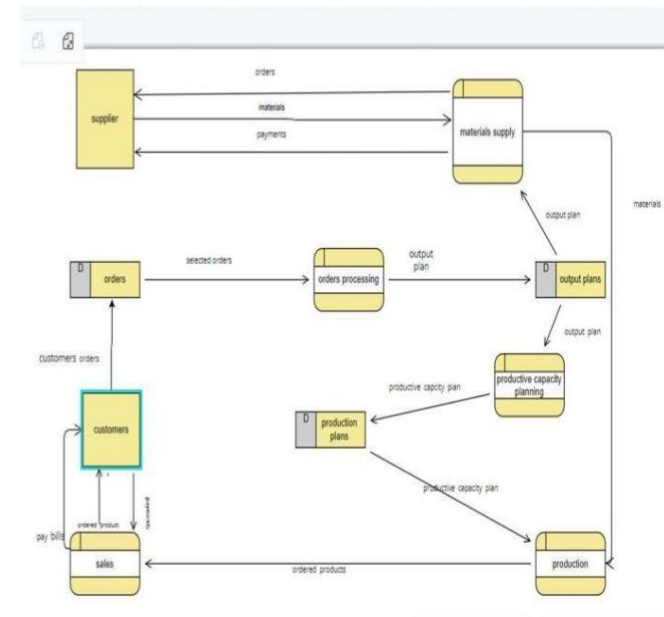 orders
supplier
materials
payments
materials supply
output plan
materials
D
orders
selected orders
orders processing
output
plan
D
output plans
customers orders
output plan
productive capacity
planning
productive capcity plan
D
production
plans
customers
productive capacity plan
ordered product
payments
pay bills
sales
ordered products
production